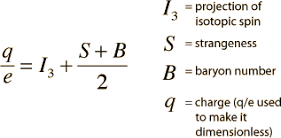 q/e = I₃ + (S + B)/2
I₃ = projection of
isotopic spin
S = strangeness
B = baryon number
q = charge (q/e used
to make it
dimensionless)